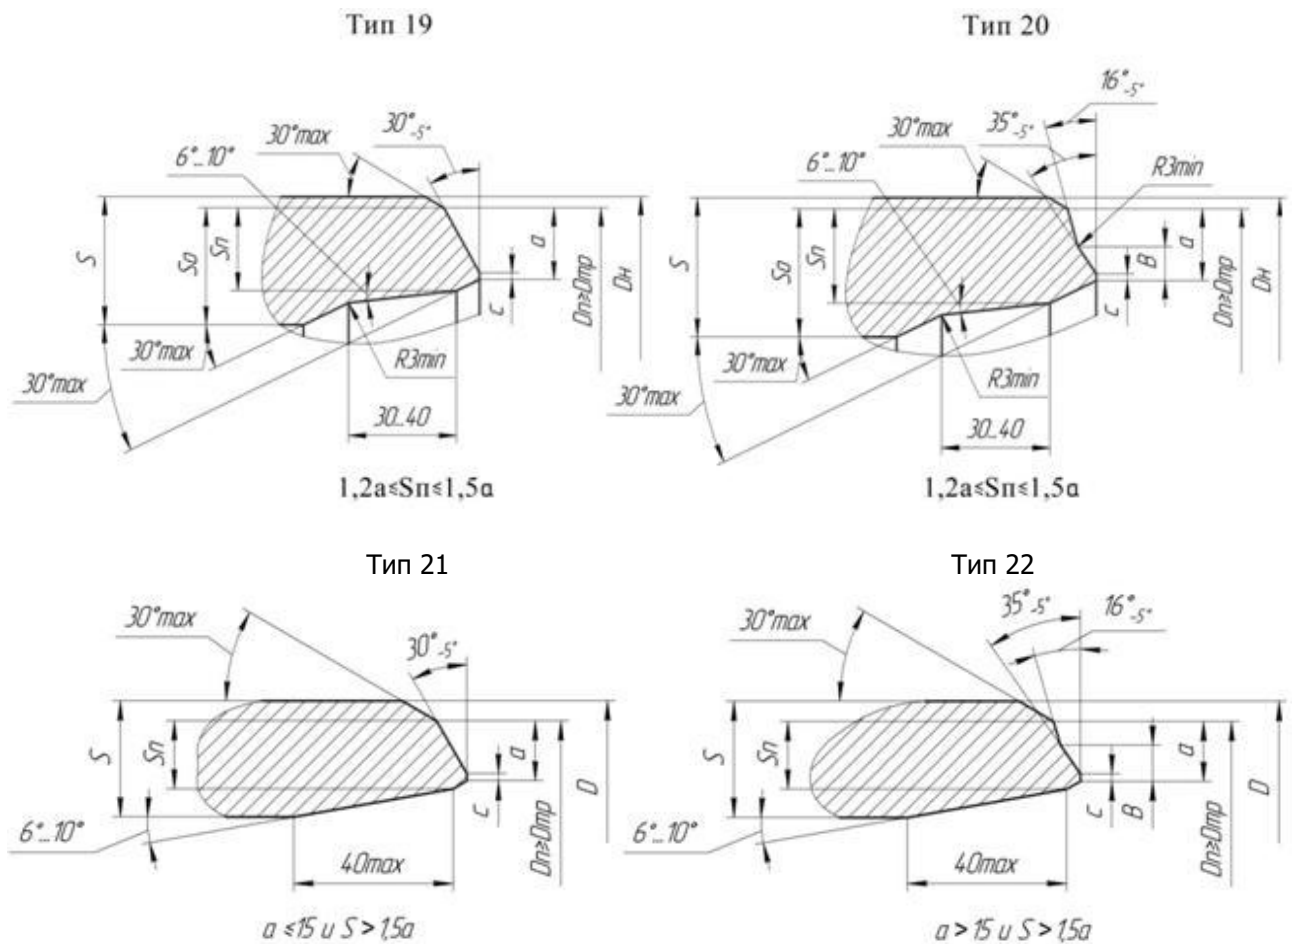 Тип 19
30°max
30°-5°
6°...10°
S
Sо
Sп
a
c
Dп≥Dтр
Dн
30°max
30°max
R3min
30...40
1,2a≤Sп≤1,5a
Тип 20
16°-5°
30°max
35°-5°
6°...10°
R3min
S
Sо
Sп
a
B
c
Dп≥Dтр
Dн
30°max
30°max
R3min
30...40
1,2a≤Sп≤1,5a
Тип 21
30°max
30°-5°
S
Sп
a
c
Dп≥Dтр
D
6°...10°
40max
a ≤15 и S > 1,5a
Тип 22
30°max
35°-5°
16°-5°
S
Sп
a
c
B
Dп≥Dтр
D
6°...10°
40max
a > 15 и S > 1,5a